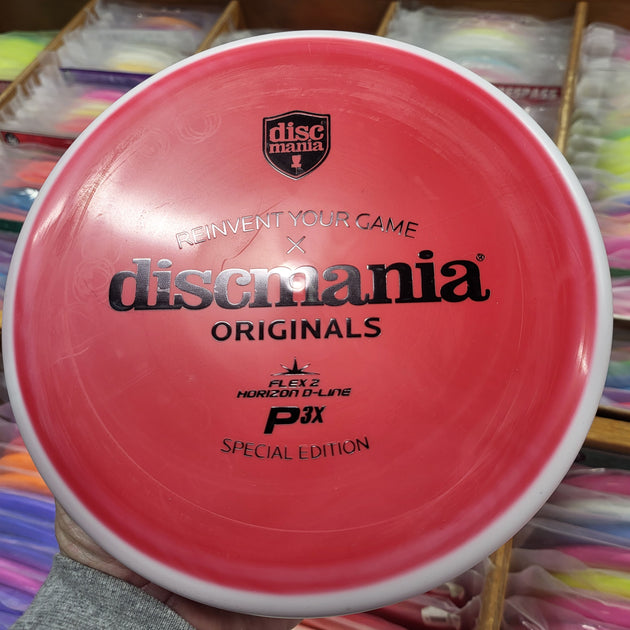 disc
mania
REINVENT YOUR GAME
X
discmania®
ORIGINALS
FLEX 2
HORIZON D-LINE
P3X
SPECIAL EDITION